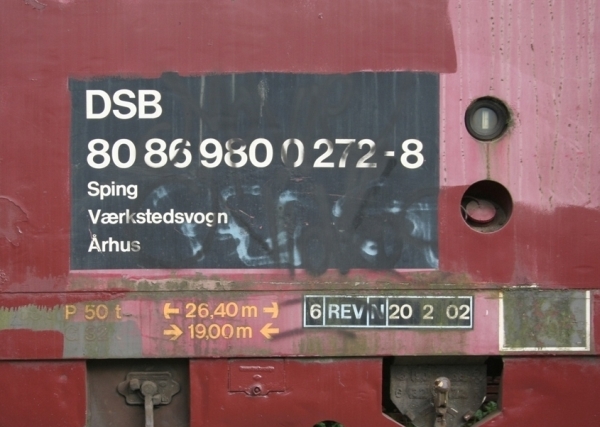 DSB
80 86 980 0 272-8
Sping
Værkstedsvogn
Århus
P 50 t
26,40 m
19,00 m
6 REV N 20 2 02